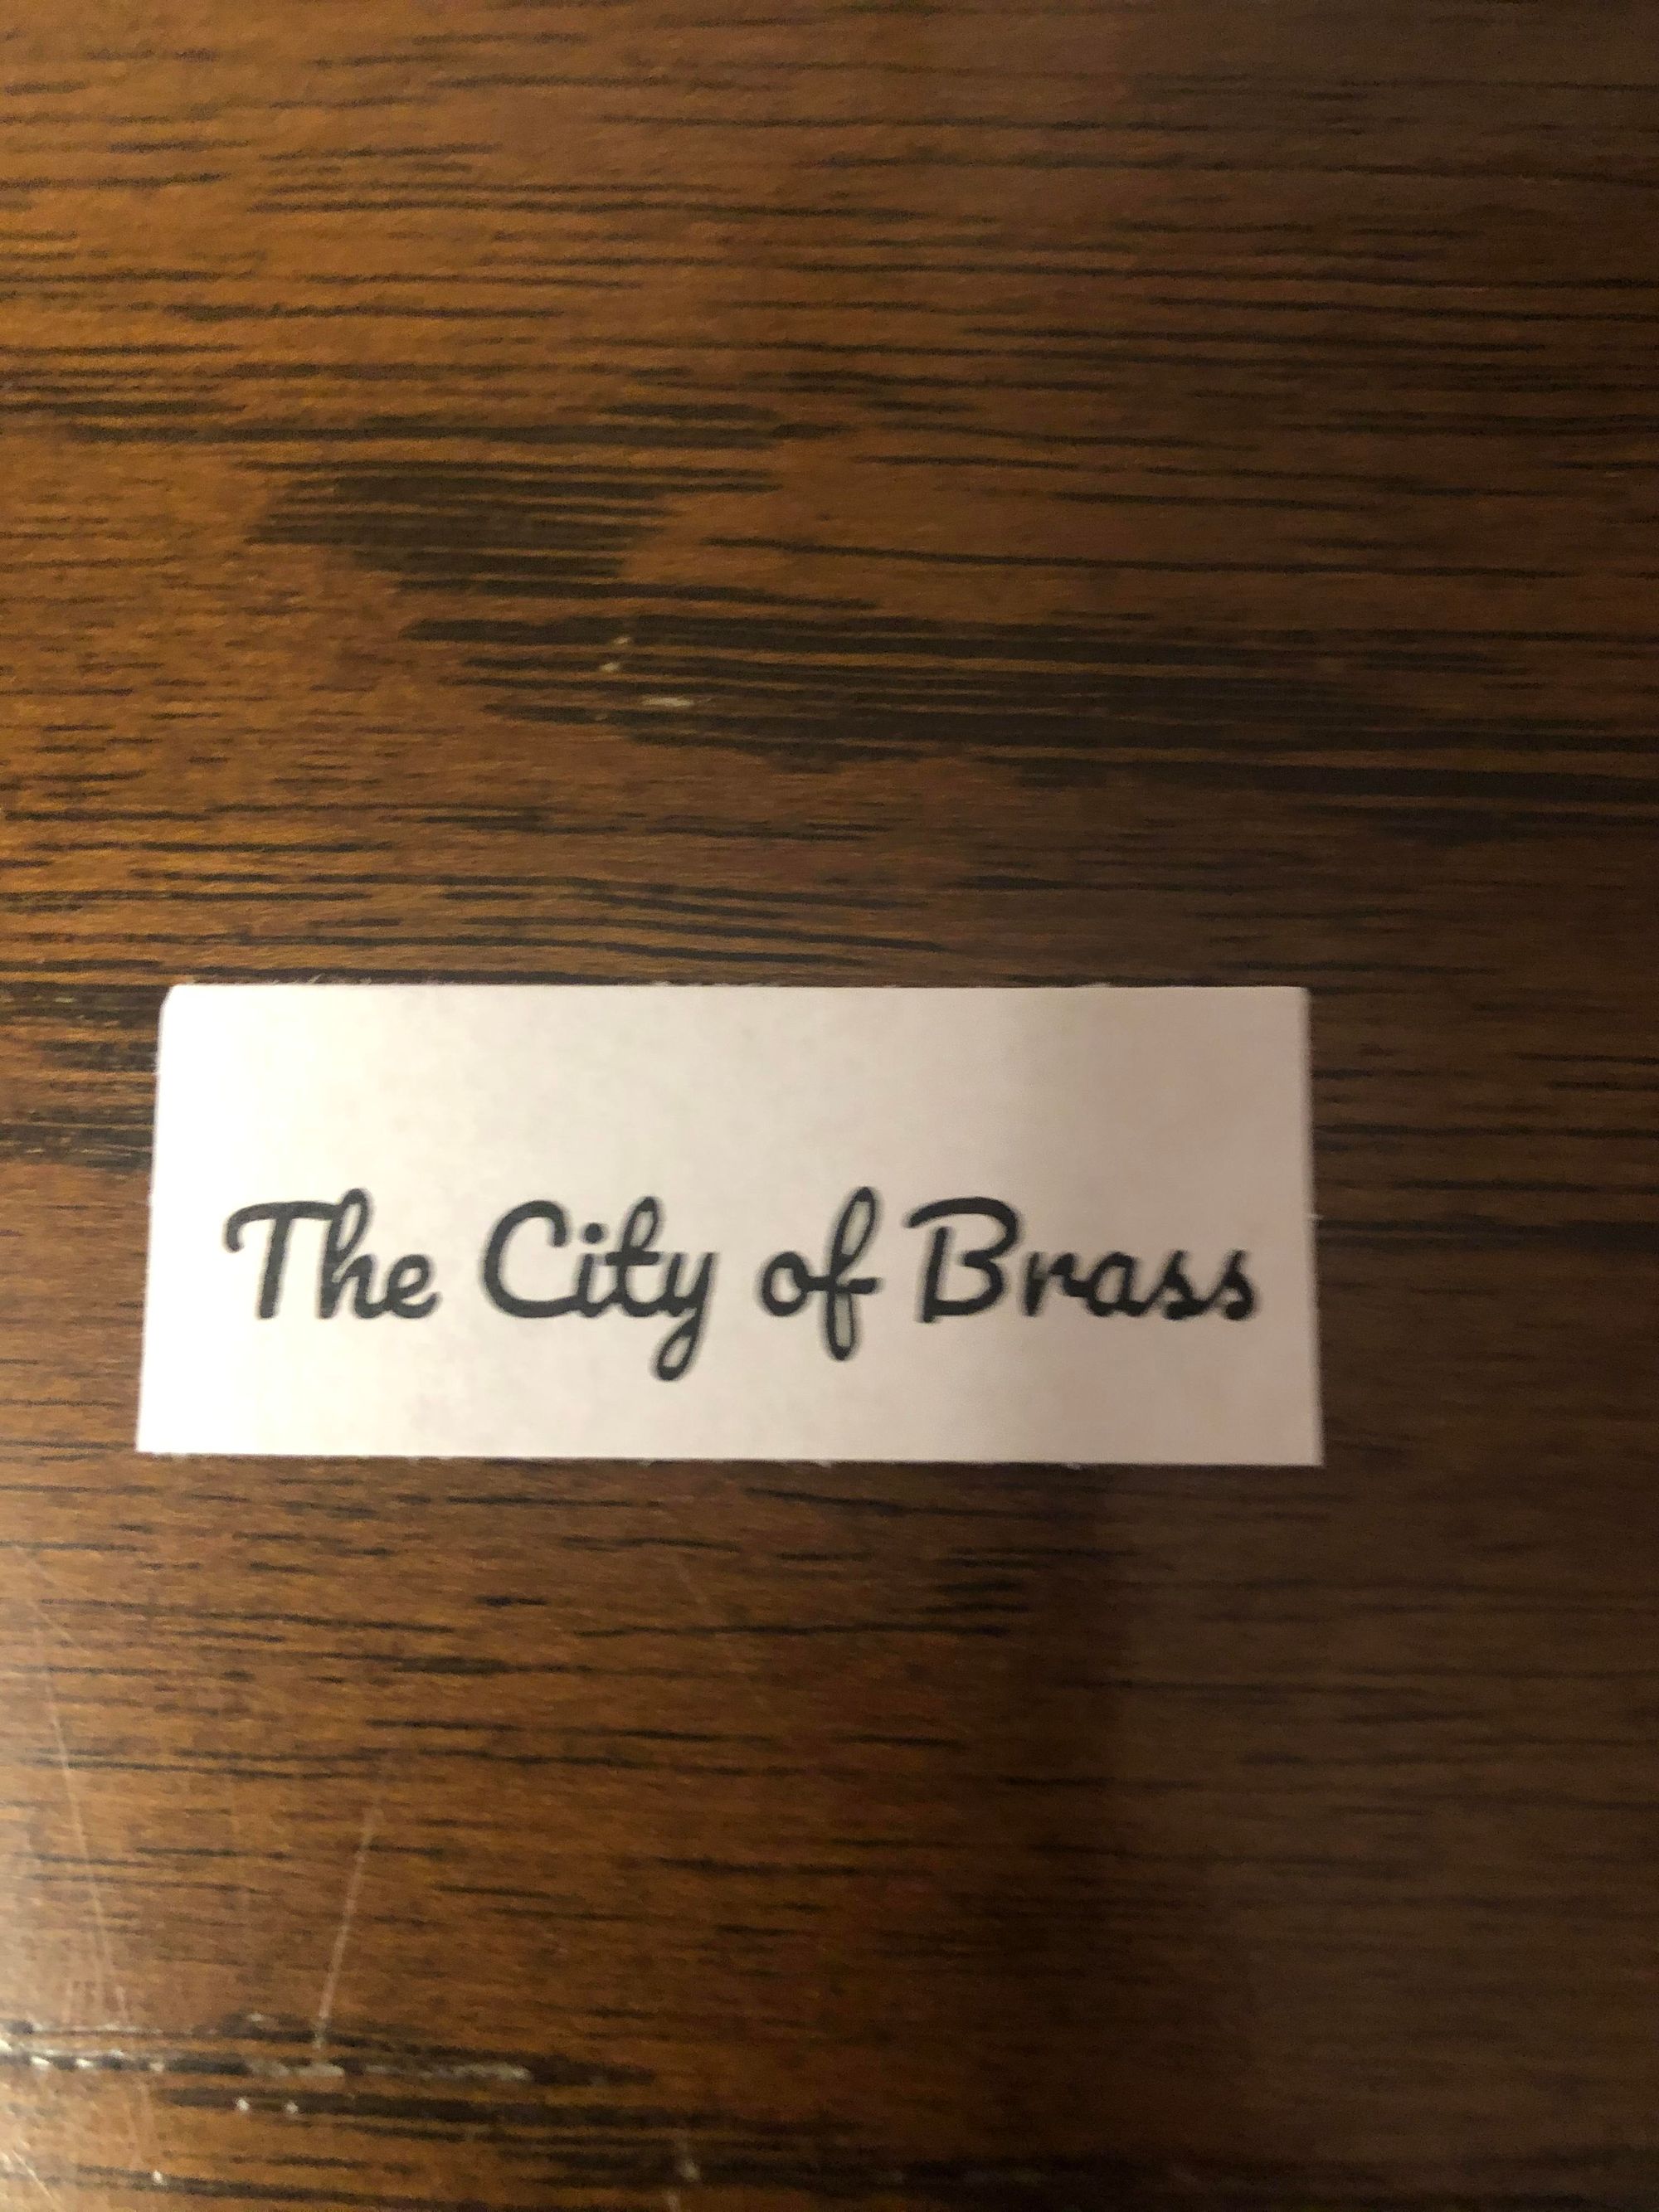 The City of Brass